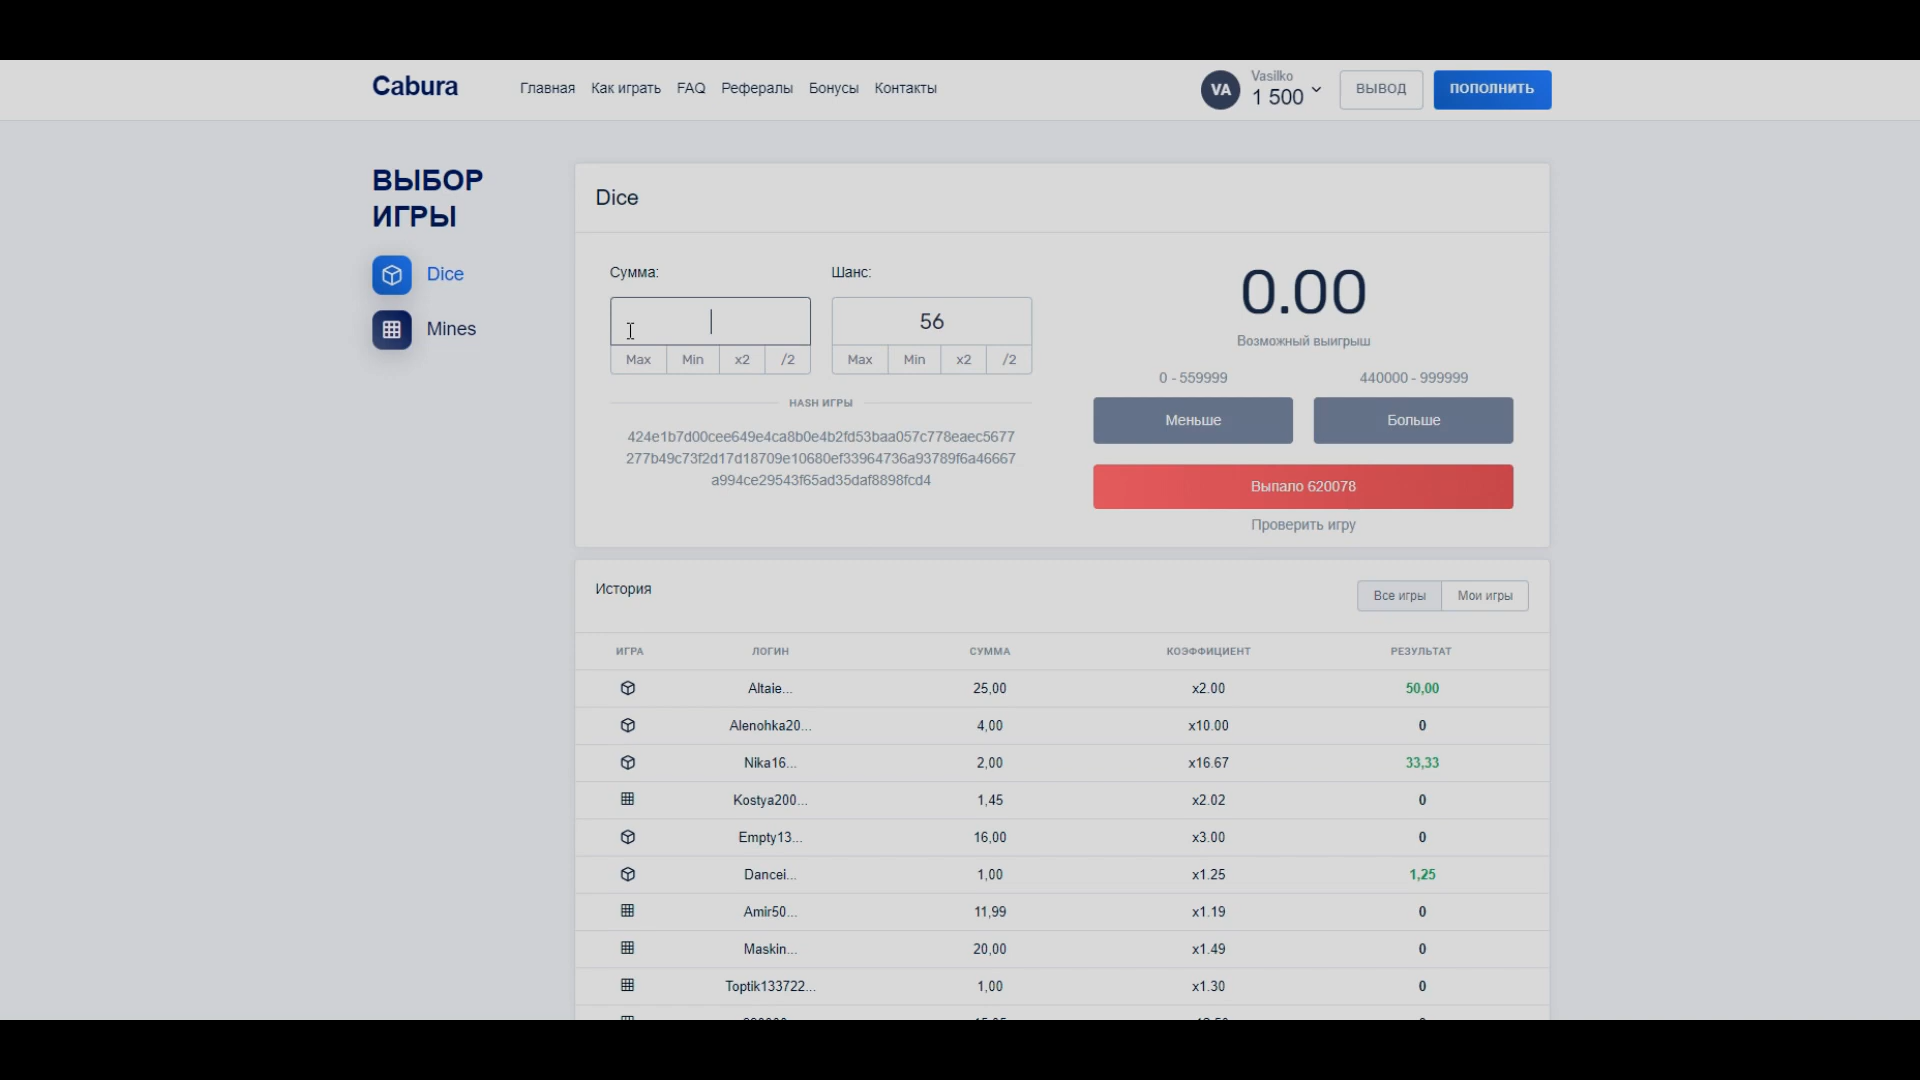 Cabura
Главная Как играть FAQ Рефералы Бонусы Контакты
VA
Vasilko
1 500
ВЫВОД
ПОПОЛНИТЬ
ВЫБОР
ИГРЫ
Dice
Mines
Dice
Сумма:
Max Min x2 /2
Шанс:
56
Max Min x2 /2
HASH ИГРЫ
424e1b7d00cee649e4ca8b0e4b2fd53baa057c778eaec5677
277b49c73f2d17d18709e10680ef33964736a93789f6a46667
a994ce29543f65ad35daf8898fcd4
0.00
Возможный выигрыш
0 - 559999 440000 - 999999
Меньше Больше
Выпало 620078
Проверить игру
История
Все игры Мои игры
ИГРА ЛОГИН СУММА КОЭФФИЦИЕНТ РЕЗУЛЬТАТ
Altaie... 25,00 x2.00 50,00
Alenohka20... 4,00 x10.00 0
Nika16... 2,00 x16.67 33,33
Kostya200... 1,45 x2.02 0
Empty13... 16,00 x3.00 0
Dancei... 1,00 x1.25 1,25
Amir50... 11,99 x1.19 0
Maskin... 20,00 x1.49 0
Toptik133722... 1,00 x1.30 0